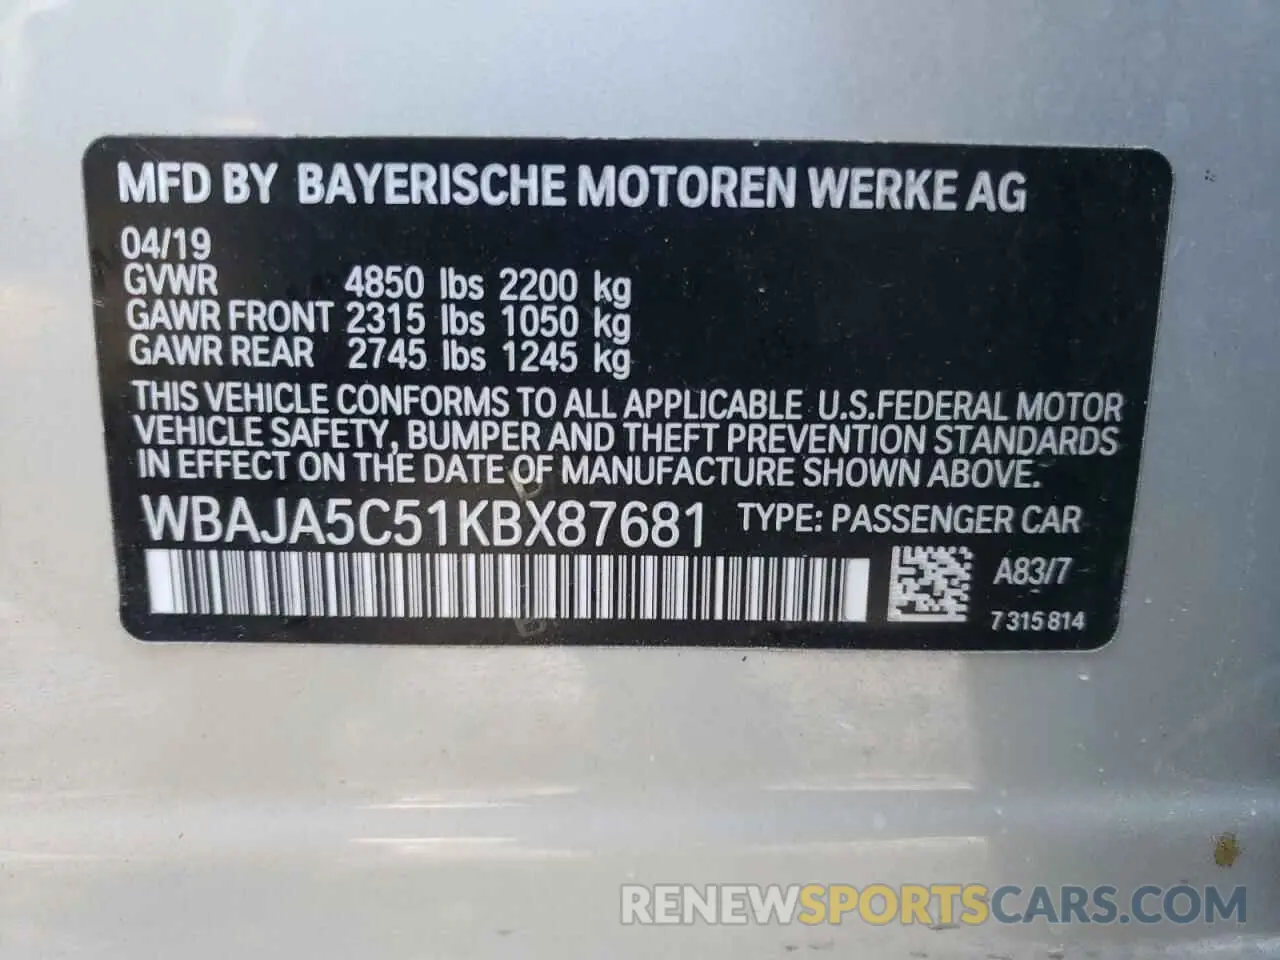 MFD BY BAYERISCHE MOTOREN WERKE AG
04/19
GVWR 4850 lbs 2200 kg
GAWR FRONT 2315 lbs 1050 kg
GAWR REAR 2745 lbs 1245 kg
THIS VEHICLE CONFORMS TO ALL APPLICABLE U.S.FEDERAL MOTOR
VEHICLE SAFETY, BUMPER AND THEFT PREVENTION STANDARDS
IN EFFECT ON THE DATE OF MANUFACTURE SHOWN ABOVE.
WBAJA5C51KBX87681 TYPE: PASSENGER CAR
A83/7
7 315 814
RENEWSPORTSCARS.COM